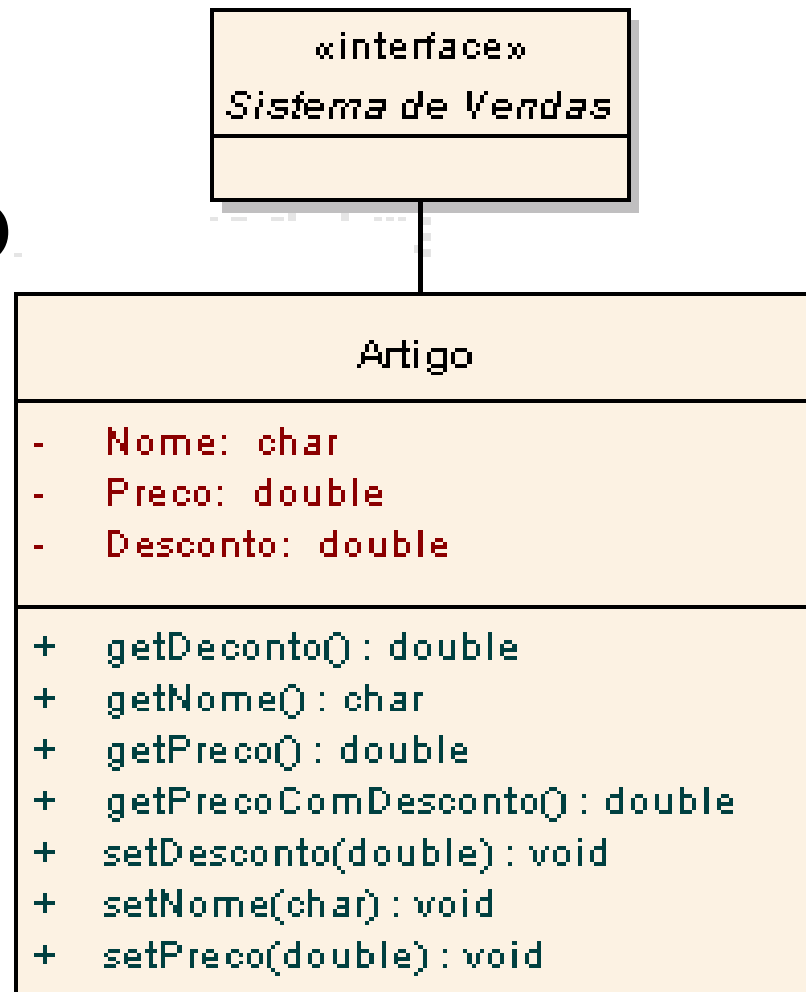 «interface»
Sistema de Vendas
Artigo
- Nome: char
- Preco: double
- Desconto: double
+ getDeconto() : double
+ getNome() : char
+ getPreco() : double
+ getPrecoComDesconto() : double
+ setDesconto(double) : void
+ setNome(char) : void
+ setPreco(double) : void